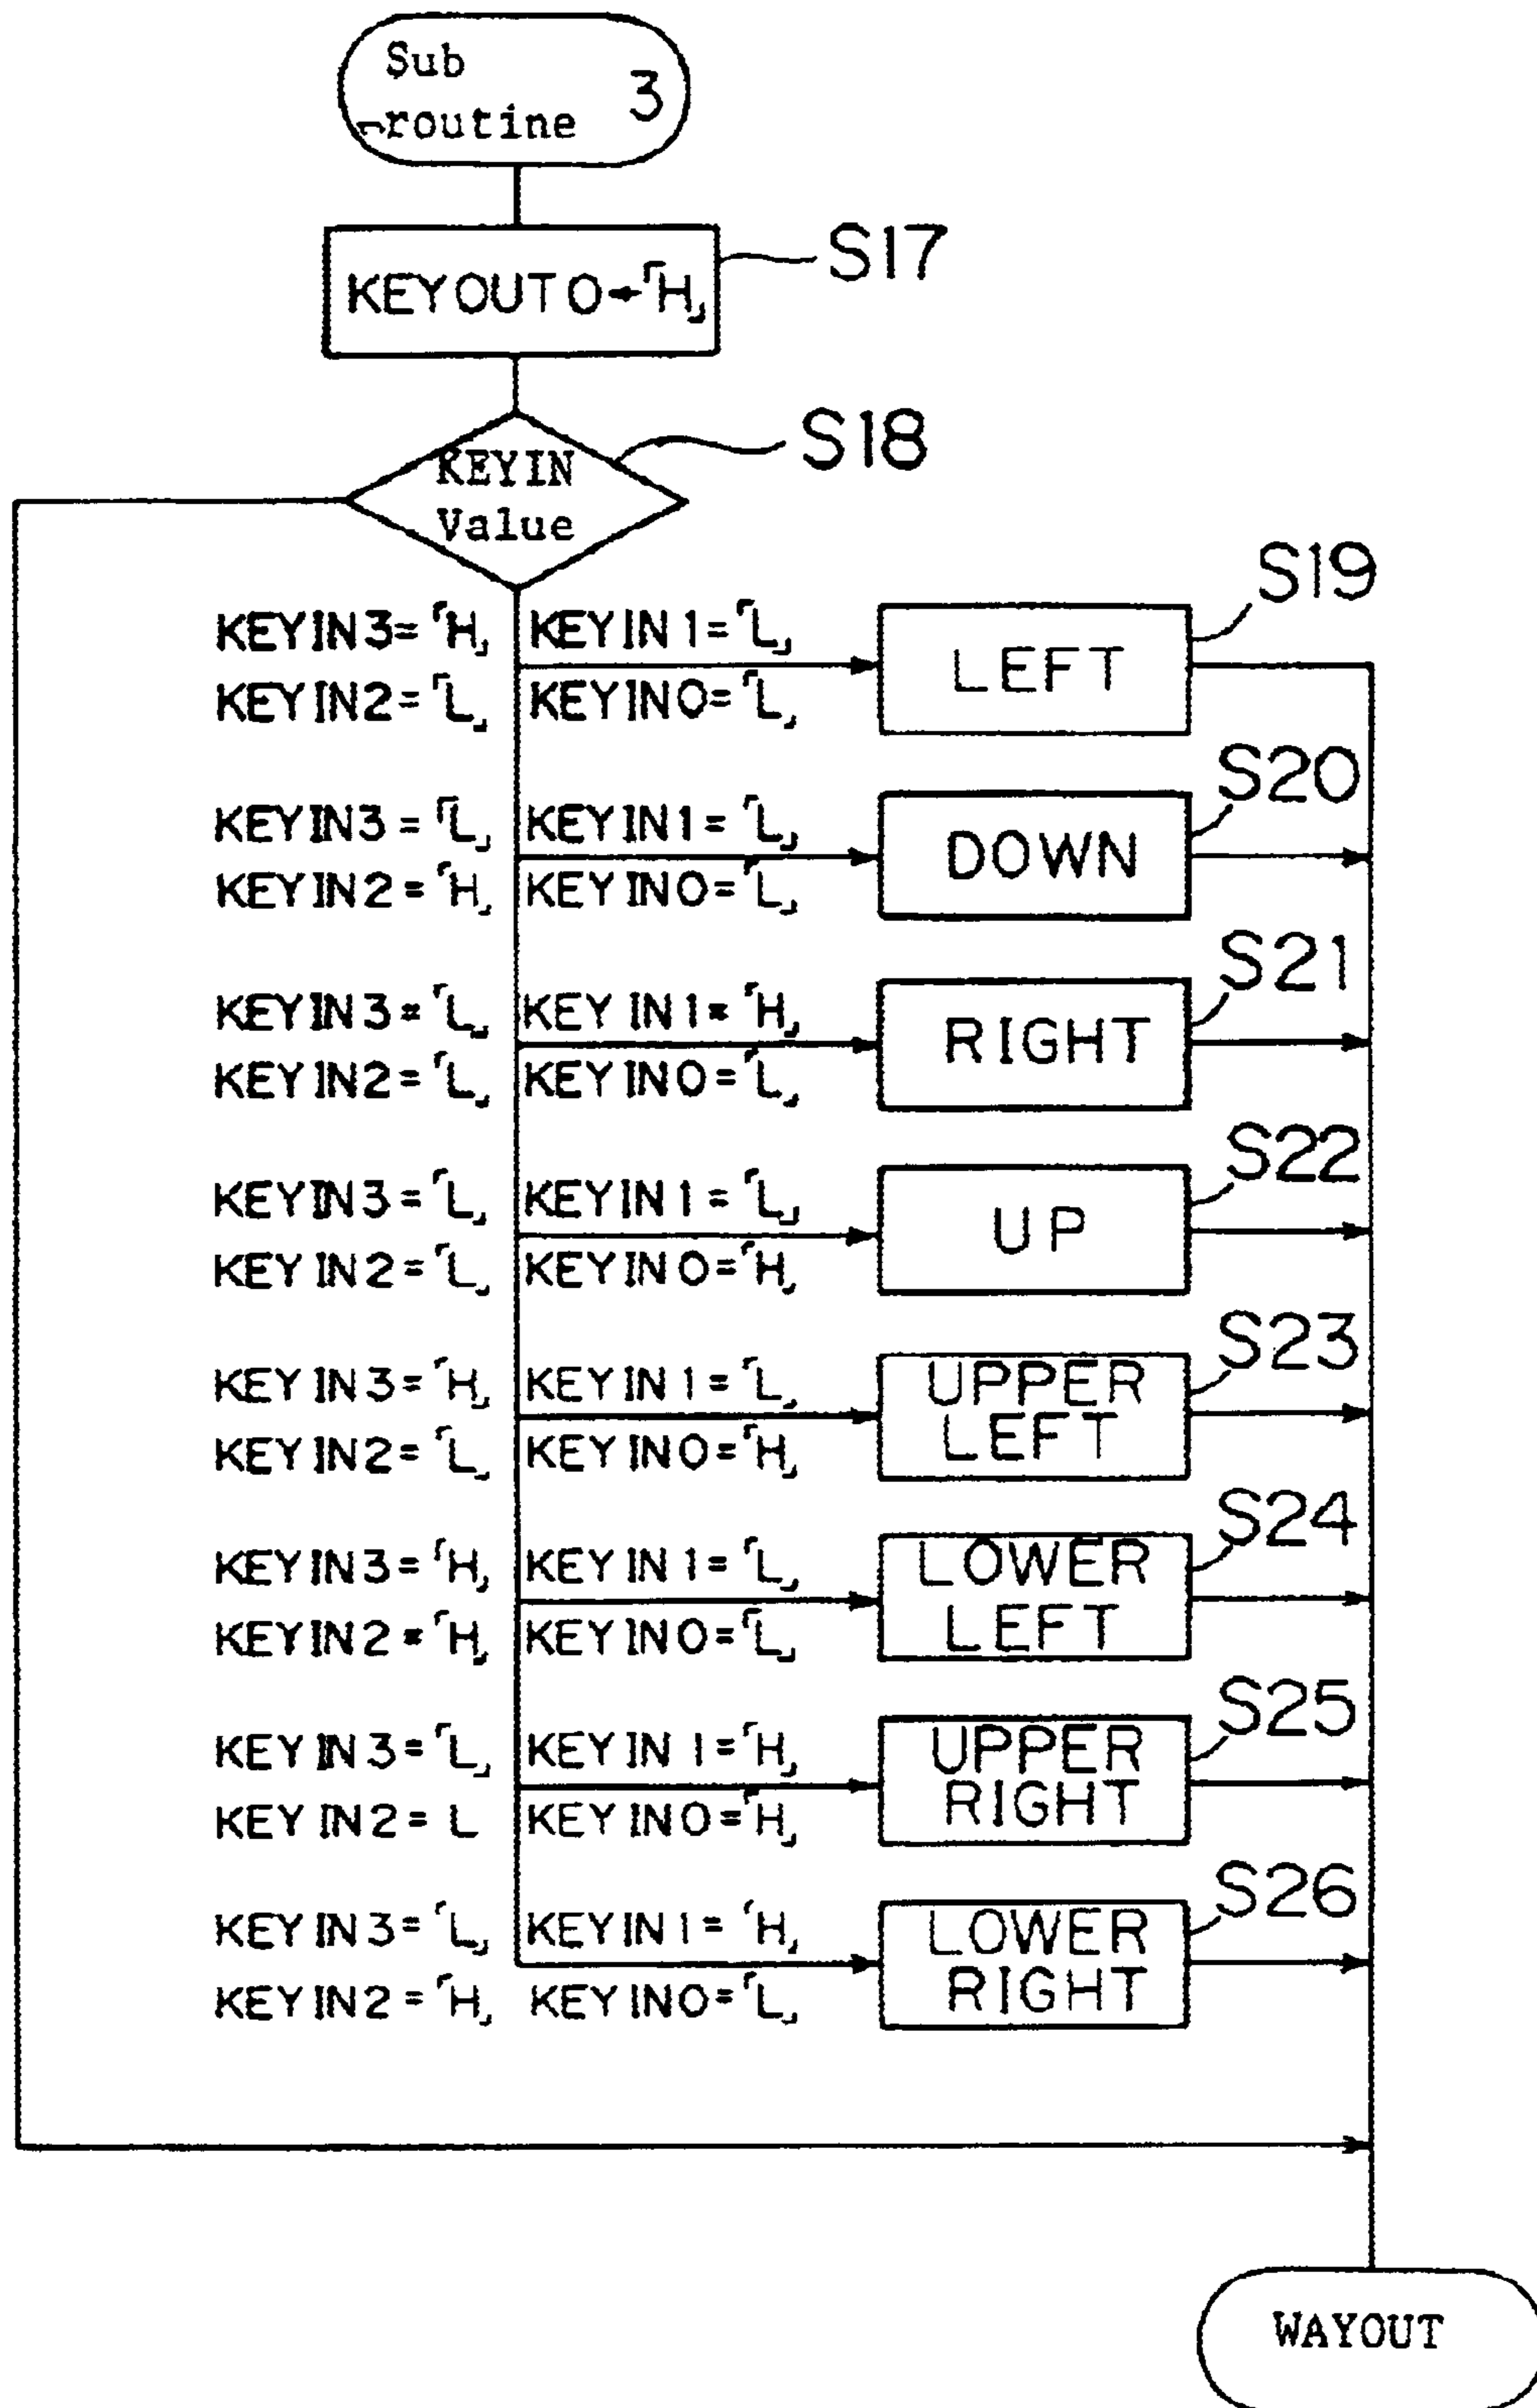 Sub
routine 3
KEYOUT0←「H」
S17
KEYIN
Value
S18
KEYIN3=「H」 KEYIN1=「L」
KEYIN2=「L」 KEYIN0=「L」
LEFT
S19
KEYIN3=「L」 KEYIN1=「L」
KEYIN2=「H」 KEYIN0=「L」
DOWN
S20
KEYIN3=「L」 KEYIN1=「H」
KEYIN2=「L」 KEYIN0=「L」
RIGHT
S21
KEYIN3=「L」 KEYIN1=「L」
KEYIN2=「L」 KEYIN0=「H」
UP
S22
KEYIN3=「H」 KEYIN1=「L」
KEYIN2=「L」 KEYIN0=「H」
UPPER
LEFT
S23
KEYIN3=「H」 KEYIN1=「L」
KEYIN2=「H」 KEYIN0=「L」
LOWER
LEFT
S24
KEYIN3=「L」 KEYIN1=「H」
KEYIN2=L KEYIN0=「H」
UPPER
RIGHT
S25
KEYIN3=「L」 KEYIN1=「H」
KEYIN2=「H」 KEYIN0=「L」
LOWER
RIGHT
S26
WAYOUT